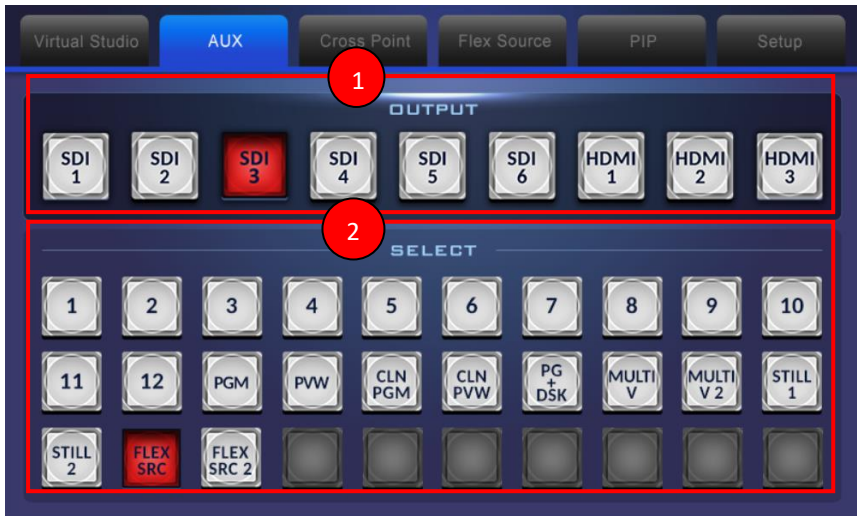 Virtual Studio
AUX
Cross Point
Flex Source
PIP
Setup
1
OUTPUT
SDI
1
SDI
2
SDI
3
SDI
4
SDI
5
SDI
6
HDMI
1
HDMI
2
HDMI
3
2
SELECT
1
2
3
4
5
6
7
8
9
10
11
12
PGM
PVW
CLN
PGM
CLN
PVW
PG
+
DSK
MULTI
V
MULTI
V 2
STILL
1
STILL
2
FLEX
SRC
FLEX
SRC 2